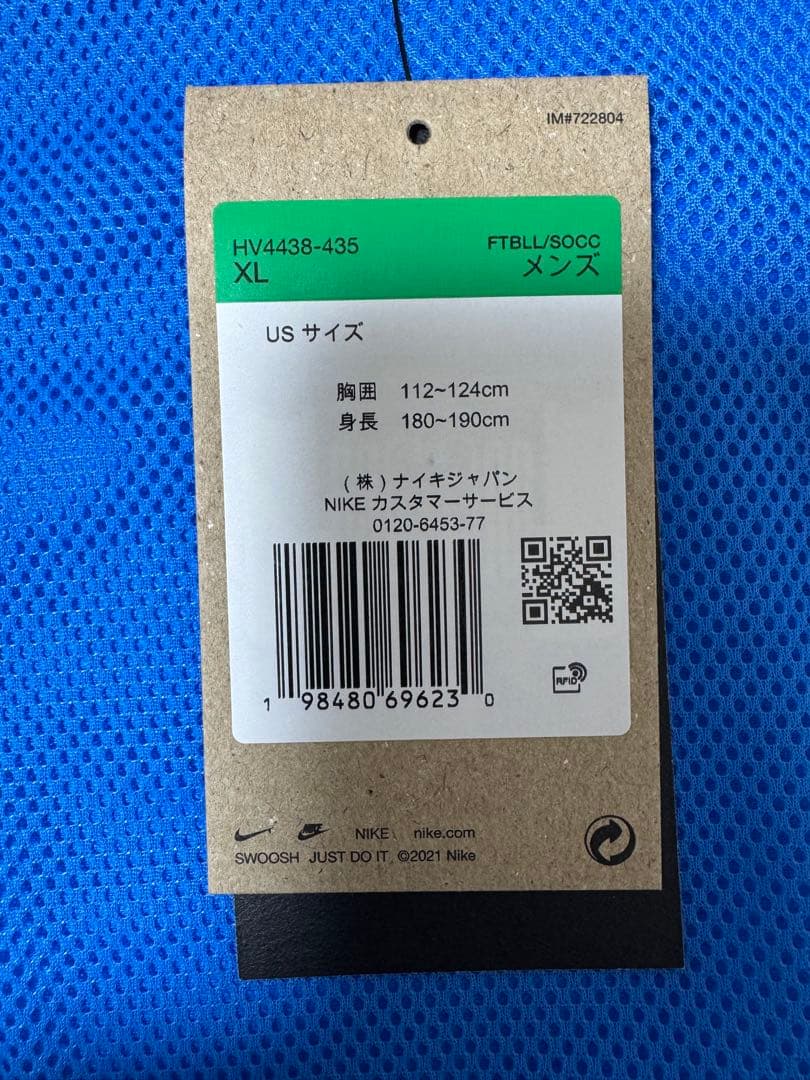 IM#722804
HV4438-435
FTBLL/SOCC
XL
メンズ
US サイズ
胸囲 112~124cm
身長 180~190cm
(株)ナイキジャパン
NIKE カスタマーサービス
0120-6453-77
1 98480 69623 0
RFID
NIKE nike.com
SWOOSH JUST DO IT ©2021 Nike